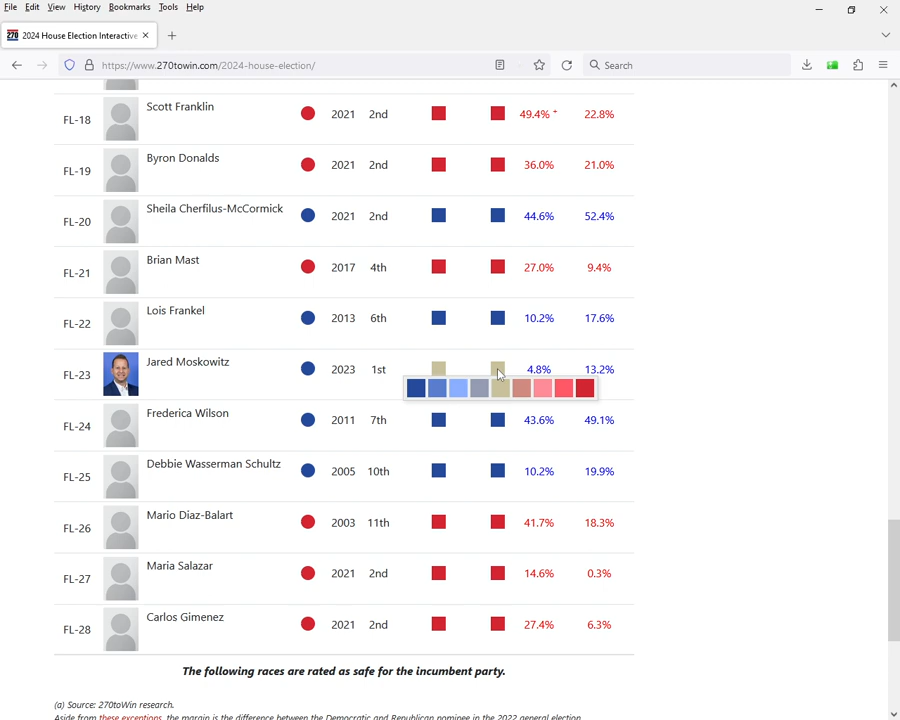 File Edit View History Bookmarks Tools Help
270 2024 House Election Interactive
https://www.270towin.com/2024-house-election/ Search
FL-18 Scott Franklin 2021 2nd 49.4% + 22.8%
FL-19 Byron Donalds 2021 2nd 36.0% 21.0%
FL-20 Sheila Cherfilus-McCormick 2021 2nd 44.6% 52.4%
FL-21 Brian Mast 2017 4th 27.0% 9.4%
FL-22 Lois Frankel 2013 6th 10.2% 17.6%
FL-23 Jared Moskowitz 2023 1st 4.8% 13.2%
FL-24 Frederica Wilson 2011 7th 43.6% 49.1%
FL-25 Debbie Wasserman Schultz 2005 10th 10.2% 19.9%
FL-26 Mario Diaz-Balart 2003 11th 41.7% 18.3%
FL-27 Maria Salazar 2021 2nd 14.6% 0.3%
FL-28 Carlos Gimenez 2021 2nd 27.4% 6.3%
The following races are rated as safe for the incumbent party.
(a) Source: 270toWin research.
Aside from these exceptions, the margin is the difference between the Democratic and Republican nominee in the 2022 general election